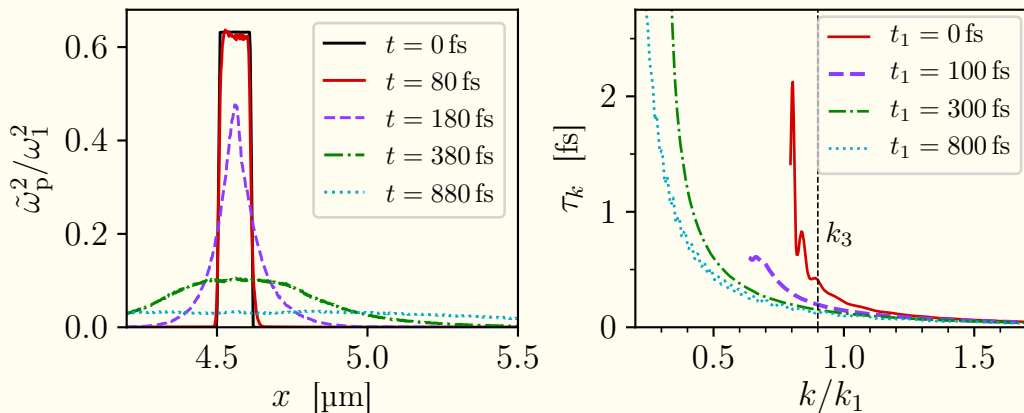 0.6
0.4
0.2
0.0
4.5
5.0
5.5
x [µm]
ω̃²ₚ/ω²₁
t = 0 fs
t = 80 fs
t = 180 fs
t = 380 fs
t = 880 fs
2
1
0
0.5
1.0
1.5
k/k₁
τₖ [fs]
t₁ = 0 fs
t₁ = 100 fs
t₁ = 300 fs
t₁ = 800 fs
k₃